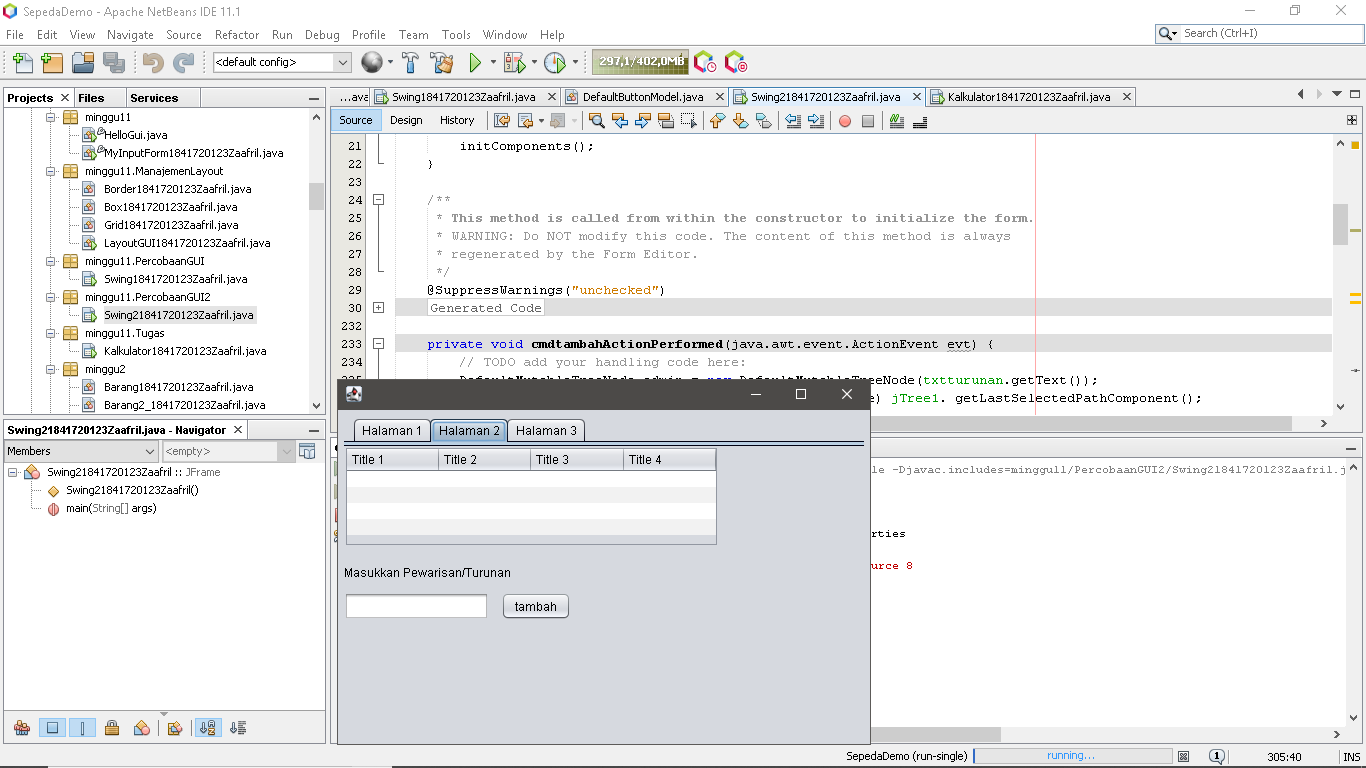 SepedaDemo - Apache NetBeans IDE 11.1
File Edit View Navigate Source Refactor Run Debug Profile Team Tools Window Help
Search (Ctrl+I)
<default config>
297,1/402,0MB
Projects Files Services
minggu11
HelloGui.java
MyInputForm1841720123Zaafril.java
minggu11.ManajemenLayout
Border1841720123Zaafril.java
Box1841720123Zaafril.java
Grid1841720123Zaafril.java
LayoutGUI1841720123Zaafril.java
minggu11.PercobaanGUI
Swing1841720123Zaafril.java
minggu11.PercobaanGUI2
Swing21841720123Zaafril.java
minggu11.Tugas
Kalkulator1841720123Zaafril.java
minggu2
Barang1841720123Zaafril.java
Barang2_1841720123Zaafril.java
...ava Swing1841720123Zaafril.java DefaultButtonModel.java Swing21841720123Zaafril.java Kalkulator1841720123Zaafril.java
Source Design History
21 initComponents();
22 }
23
24 /**
25 * This method is called from within the constructor to initialize the form.
26 * WARNING: Do NOT modify this code. The content of this method is always
27 * regenerated by the Form Editor.
28 */
29 @SuppressWarnings("unchecked")
30 Generated Code
232
233 private void cmdtambahActionPerformed(java.awt.event.ActionEvent evt) {
234 // TODO add your handling code here:
DefaultMutableTreeNode(txtturunan.getText());
e) jTree1. getLastSelectedPathComponent();
Swing21841720123Zaafril.java - Navigator
Members <empty>
Swing21841720123Zaafril :: JFrame
Swing21841720123Zaafril()
main(String[] args)
Halaman 1 Halaman 2 Halaman 3
Title 1 Title 2 Title 3 Title 4
Masukkan Pewarisan/Turunan
tambah
le -Djavac.includes=minggu11/PercobaanGUI2/Swing21841720123Zaafril.j
rties
urce 8
SepedaDemo (run-single) running... 1 305:40 INS